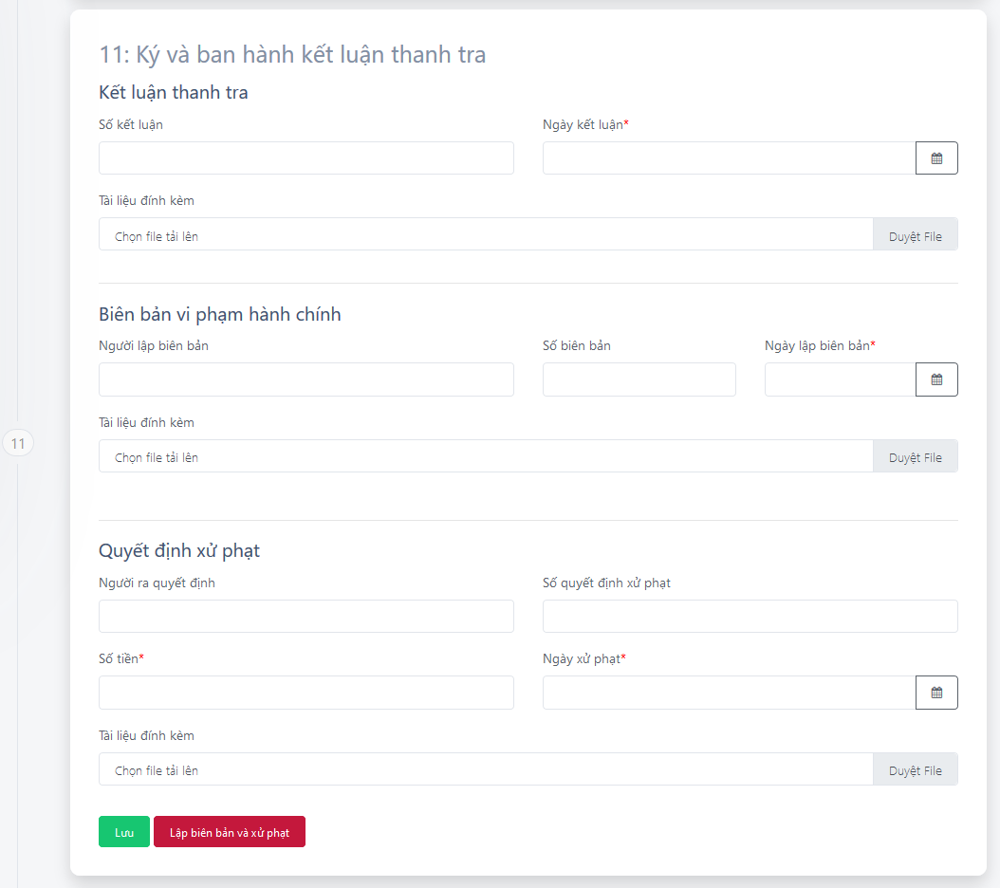 11: Ký và ban hành kết luận thanh tra
Kết luận thanh tra
Số kết luận
Ngày kết luận*
Tài liệu đính kèm
Chọn file tải lên
Duyệt File
Biên bản vi phạm hành chính
Người lập biên bản
Số biên bản
Ngày lập biên bản*
Tài liệu đính kèm
11
Chọn file tải lên
Duyệt File
Quyết định xử phạt
Người ra quyết định
Số quyết định xử phạt
Số tiền*
Ngày xử phạt*
Tài liệu đính kèm
Chọn file tải lên
Duyệt File
Lưu
Lập biên bản và xử phạt